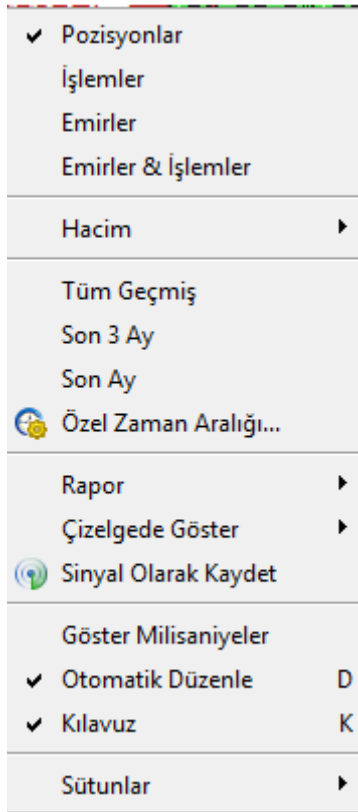 Pozisyonlar
İşlemler
Emirler
Emirler & İşlemler
Hacim
Tüm Geçmiş
Son 3 Ay
Son Ay
Özel Zaman Aralığı...
Rapor
Çizelgede Göster
Sinyal Olarak Kaydet
Göster Milisaniyeler
Otomatik Düzenle D
Kılavuz K
Sütunlar